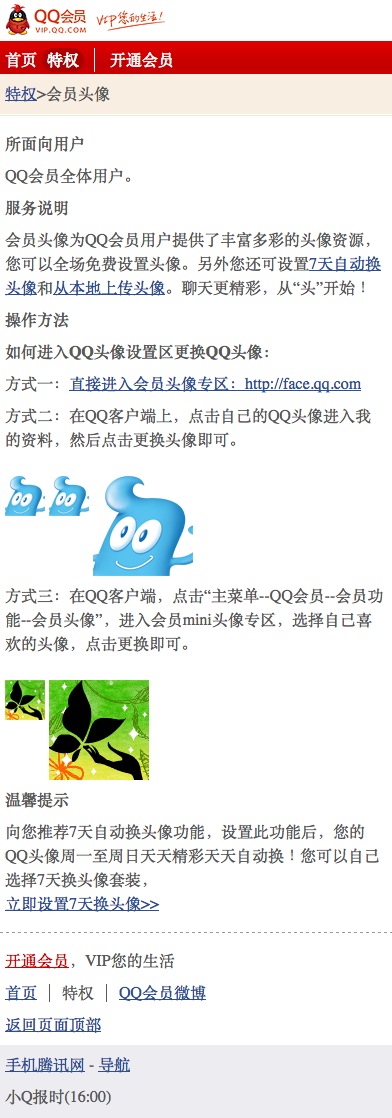 QQ会员 VIP您的生活!
VIP.QQ.COM
首页 特权 开通会员
特权>会员头像
所面向用户
QQ会员全体用户。
服务说明
会员头像为QQ会员用户提供了丰富多彩的头像资源，
您可以全场免费设置头像。另外您还可设置7天自动换
头像和从本地上传头像。聊天更精彩，从“头”开始！
操作方法
如何进入QQ头像设置区更换QQ头像：
方式一：直接进入会员头像专区：http://face.qq.com
方式二：在QQ客户端上，点击自己的QQ头像进入我
的资料，然后点击更换头像即可。
方式三：在QQ客户端，点击“主菜单--QQ会员--会员功
能--会员头像”，进入会员mini头像专区，选择自己喜
欢的头像，点击更换即可。
温馨提示
向您推荐7天自动换头像功能，设置此功能后，您的
QQ头像周一至周日天天精彩天天自动换！您可以自己
选择7天换头像套装，
立即设置7天换头像>>
开通会员，VIP您的生活
首页 | 特权 | QQ会员微博
返回页面顶部
手机腾讯网 - 导航
小Q报时(16:00)